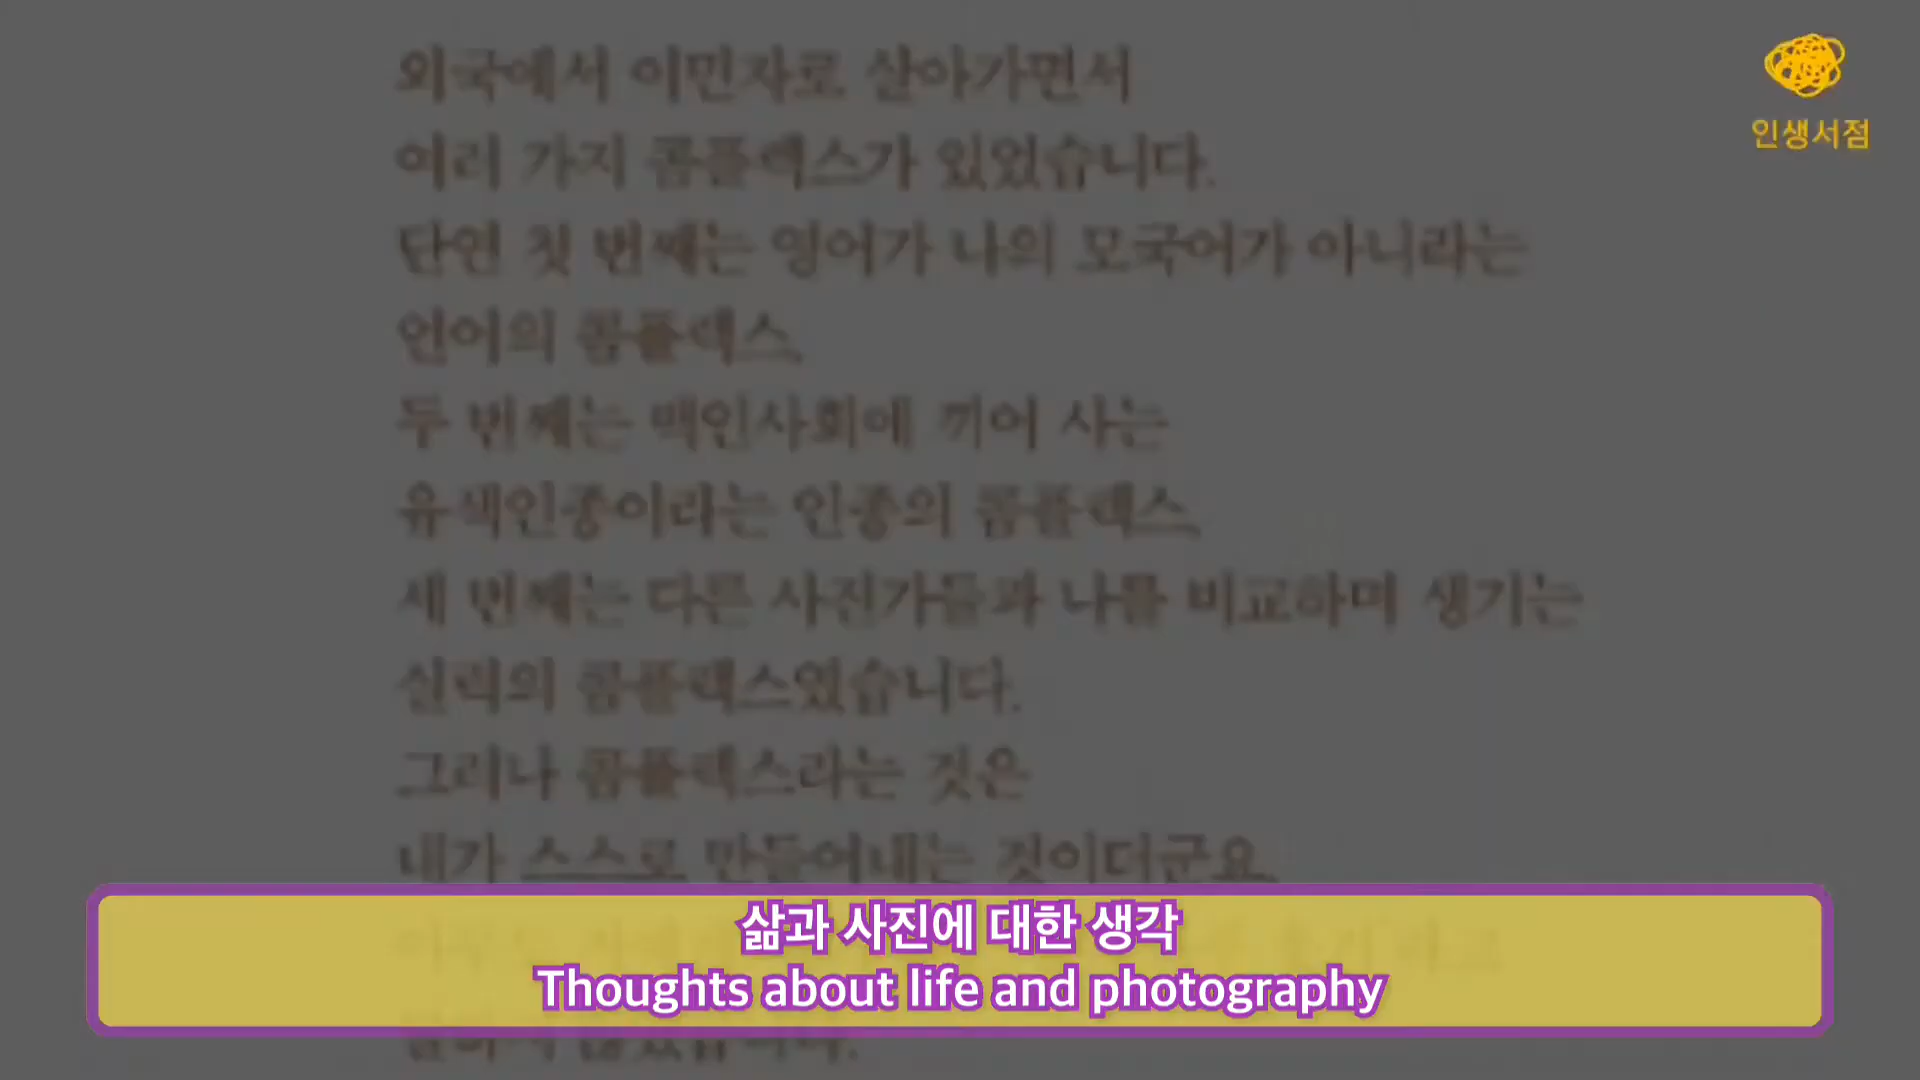 외국에서 이민자로 살아가면서
여러 가지 콤플렉스가 있었습니다.
단연 첫 번째는 영어가 나의 모국어가 아니라는
언어의 콤플렉스,
두 번째는 백인사회에 끼어 사는
유색인종이라는 인종의 콤플렉스,
세 번째는 다른 사진가들과 나를 비교하며 생기는
실력의 콤플렉스였습니다.
그러나 콤플렉스라는 것은
내가 스스로 만들어내는 것이더군요.
인생서점
삶과 사진에 대한 생각
Thoughts about life and photography